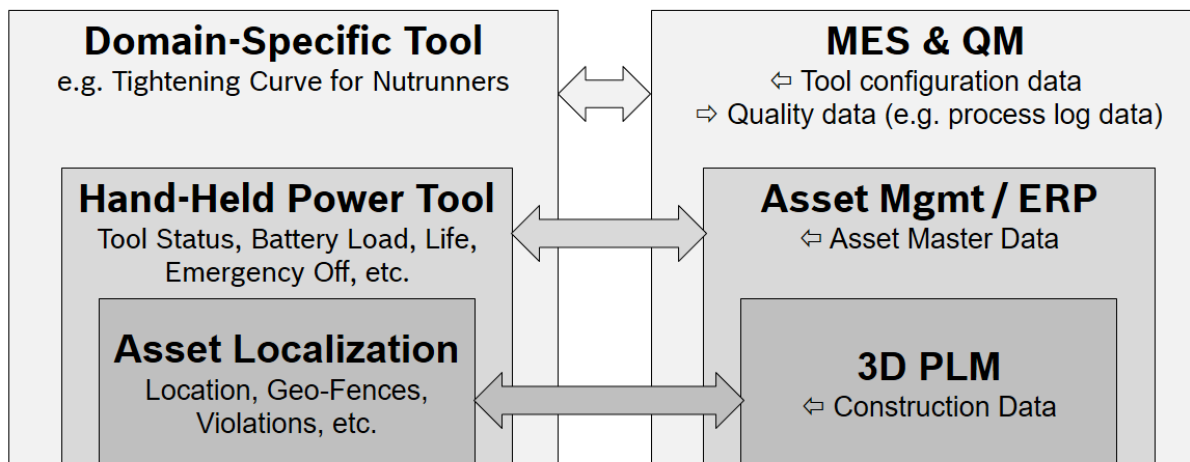 Domain-Specific Tool
e.g. Tightening Curve for Nutrunners
Hand-Held Power Tool
Tool Status, Battery Load, Life,
Emergency Off, etc.
Asset Localization
Location, Geo-Fences,
Violations, etc.
MES & QM
⇦ Tool configuration data
⇨ Quality data (e.g. process log data)
Asset Mgmt / ERP
⇦ Asset Master Data
3D PLM
⇦ Construction Data